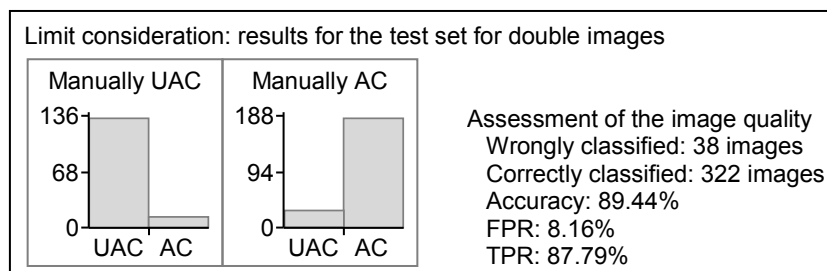 Limit consideration: results for the test set for double images
Manually UAC
136
68
0
UAC AC
Manually AC
188
94
0
UAC AC
Assessment of the image quality
Wrongly classified: 38 images
Correctly classified: 322 images
Accuracy: 89.44%
FPR: 8.16%
TPR: 87.79%